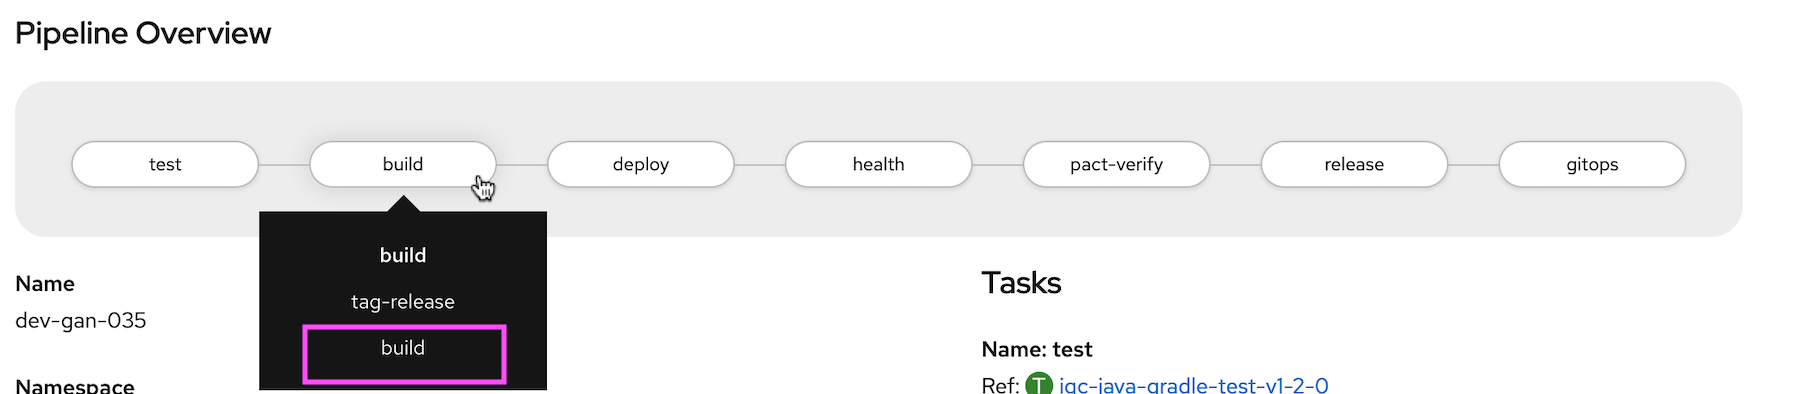 Pipeline Overview
test
build
deploy
health
pact-verify
release
gitops
build
tag-release
build
Name
dev-gan-035
Namespace
Tasks
Name: test
Ref: T igc-java-gradle-test-v1-2-0